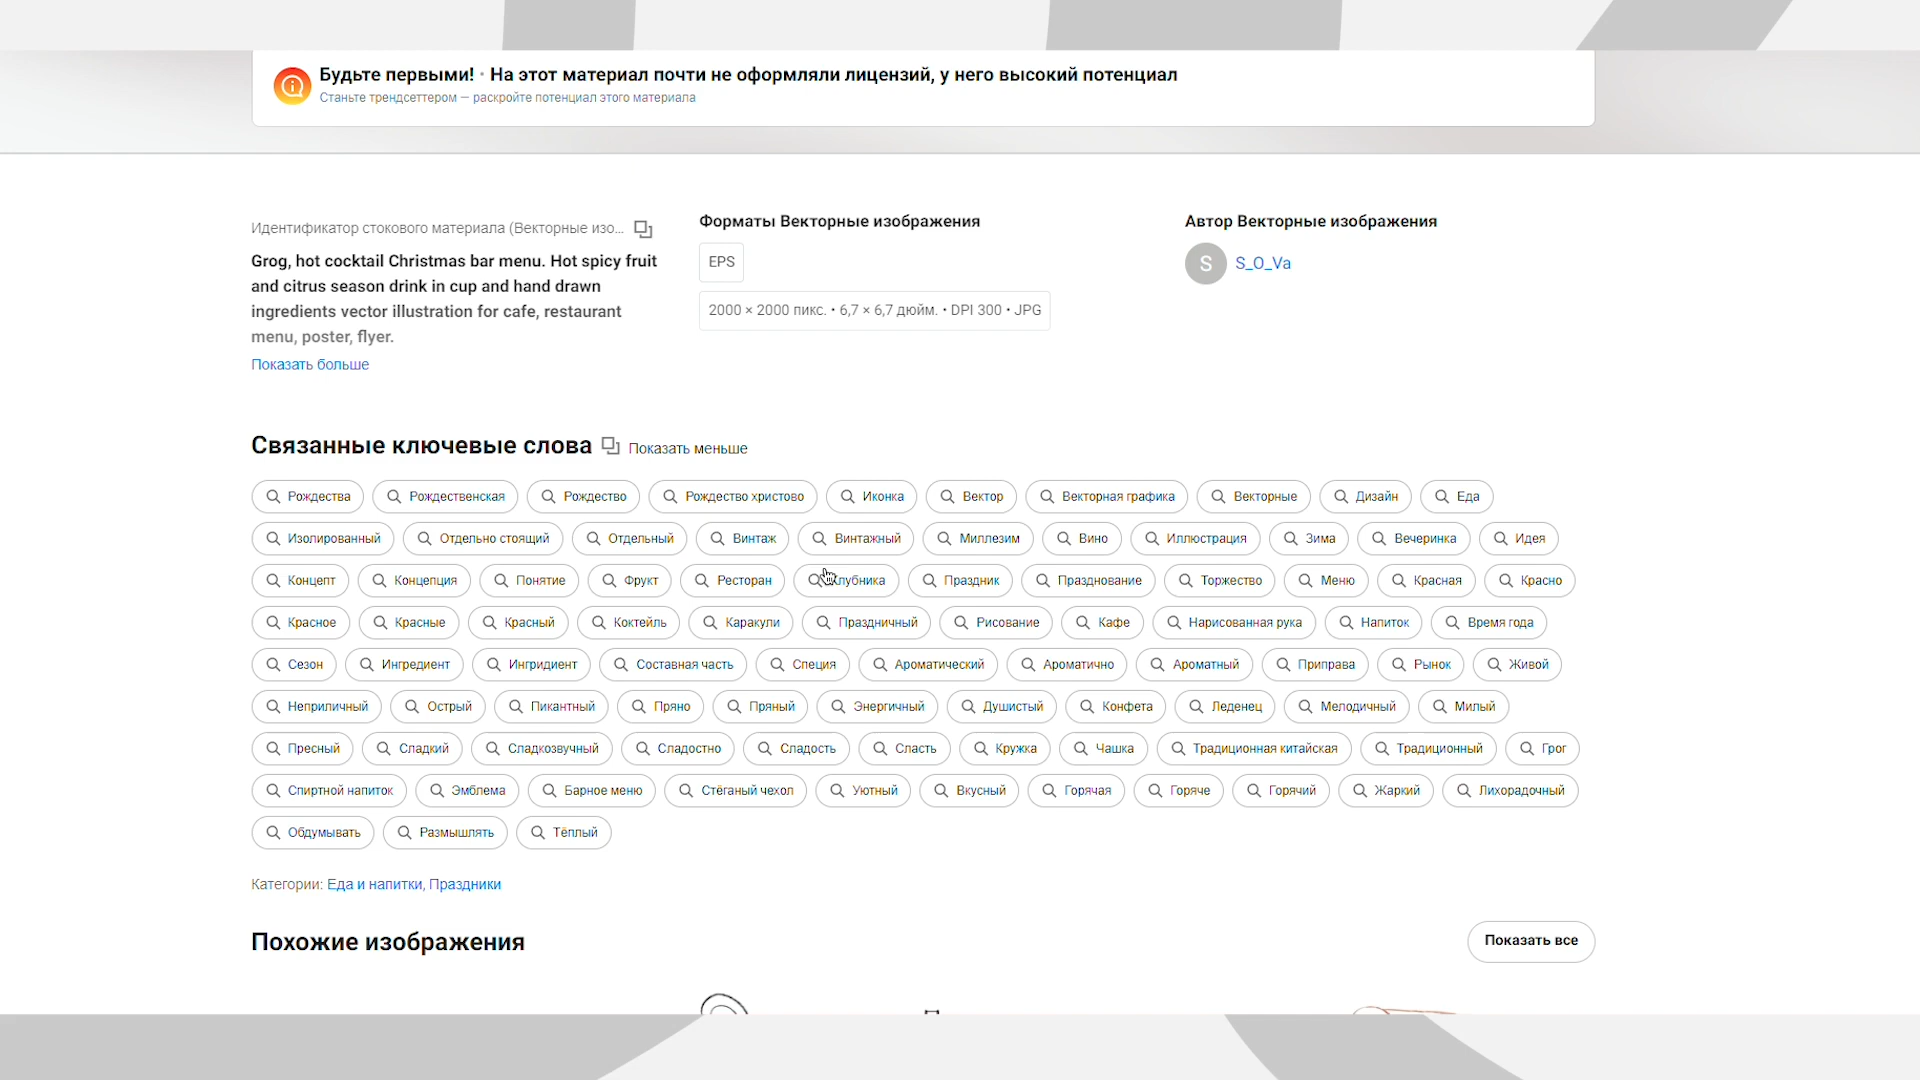 Будьте первыми! · На этот материал почти не оформляли лицензий, у него высокий потенциал
Станьте трендсеттером — раскройте потенциал этого материала
Идентификатор стокового материала (Векторные изо...
Grog, hot cocktail Christmas bar menu. Hot spicy fruit
and citrus season drink in cup and hand drawn
ingredients vector illustration for cafe, restaurant
menu, poster, flyer.
Показать больше
Форматы Векторные изображения
EPS
2000 × 2000 пикс. • 6,7 × 6,7 дюйм. • DPI 300 • JPG
Автор Векторные изображения
S S_O_Va
Связанные ключевые слова Показать меньше
Рождества Рождественская Рождество Рождество христово Иконка Вектор Векторная графика Векторные Дизайн Еда
Изолированный Отдельно стоящий Отдельный Винтаж Винтажный Миллезим Вино Иллюстрация Зима Вечеринка Идея
Концепт Концепция Понятие Фрукт Ресторан Клубника Праздник Празднование Торжество Меню Красная Красно
Красное Красные Красный Коктейль Каракули Праздничный Рисование Кафе Нарисованная рука Напиток Время года
Сезон Ингредиент Ингридиент Составная часть Специя Ароматический Ароматично Ароматный Приправа Рынок Живой
Неприличный Острый Пикантный Пряно Пряный Энергичный Душистый Конфета Леденец Мелодичный Милый
Пресный Сладкий Сладкозвучный Сладостно Сладость Сласть Кружка Чашка Традиционная китайская Традиционный Грог
Спиртной напиток Эмблема Барное меню Стёганый чехол Уютный Вкусный Горячая Горяче Горячий Жаркий Лихорадочный
Обдумывать Размышлять Тёплый
Категории: Еда и напитки, Праздники
Похожие изображения
Показать все